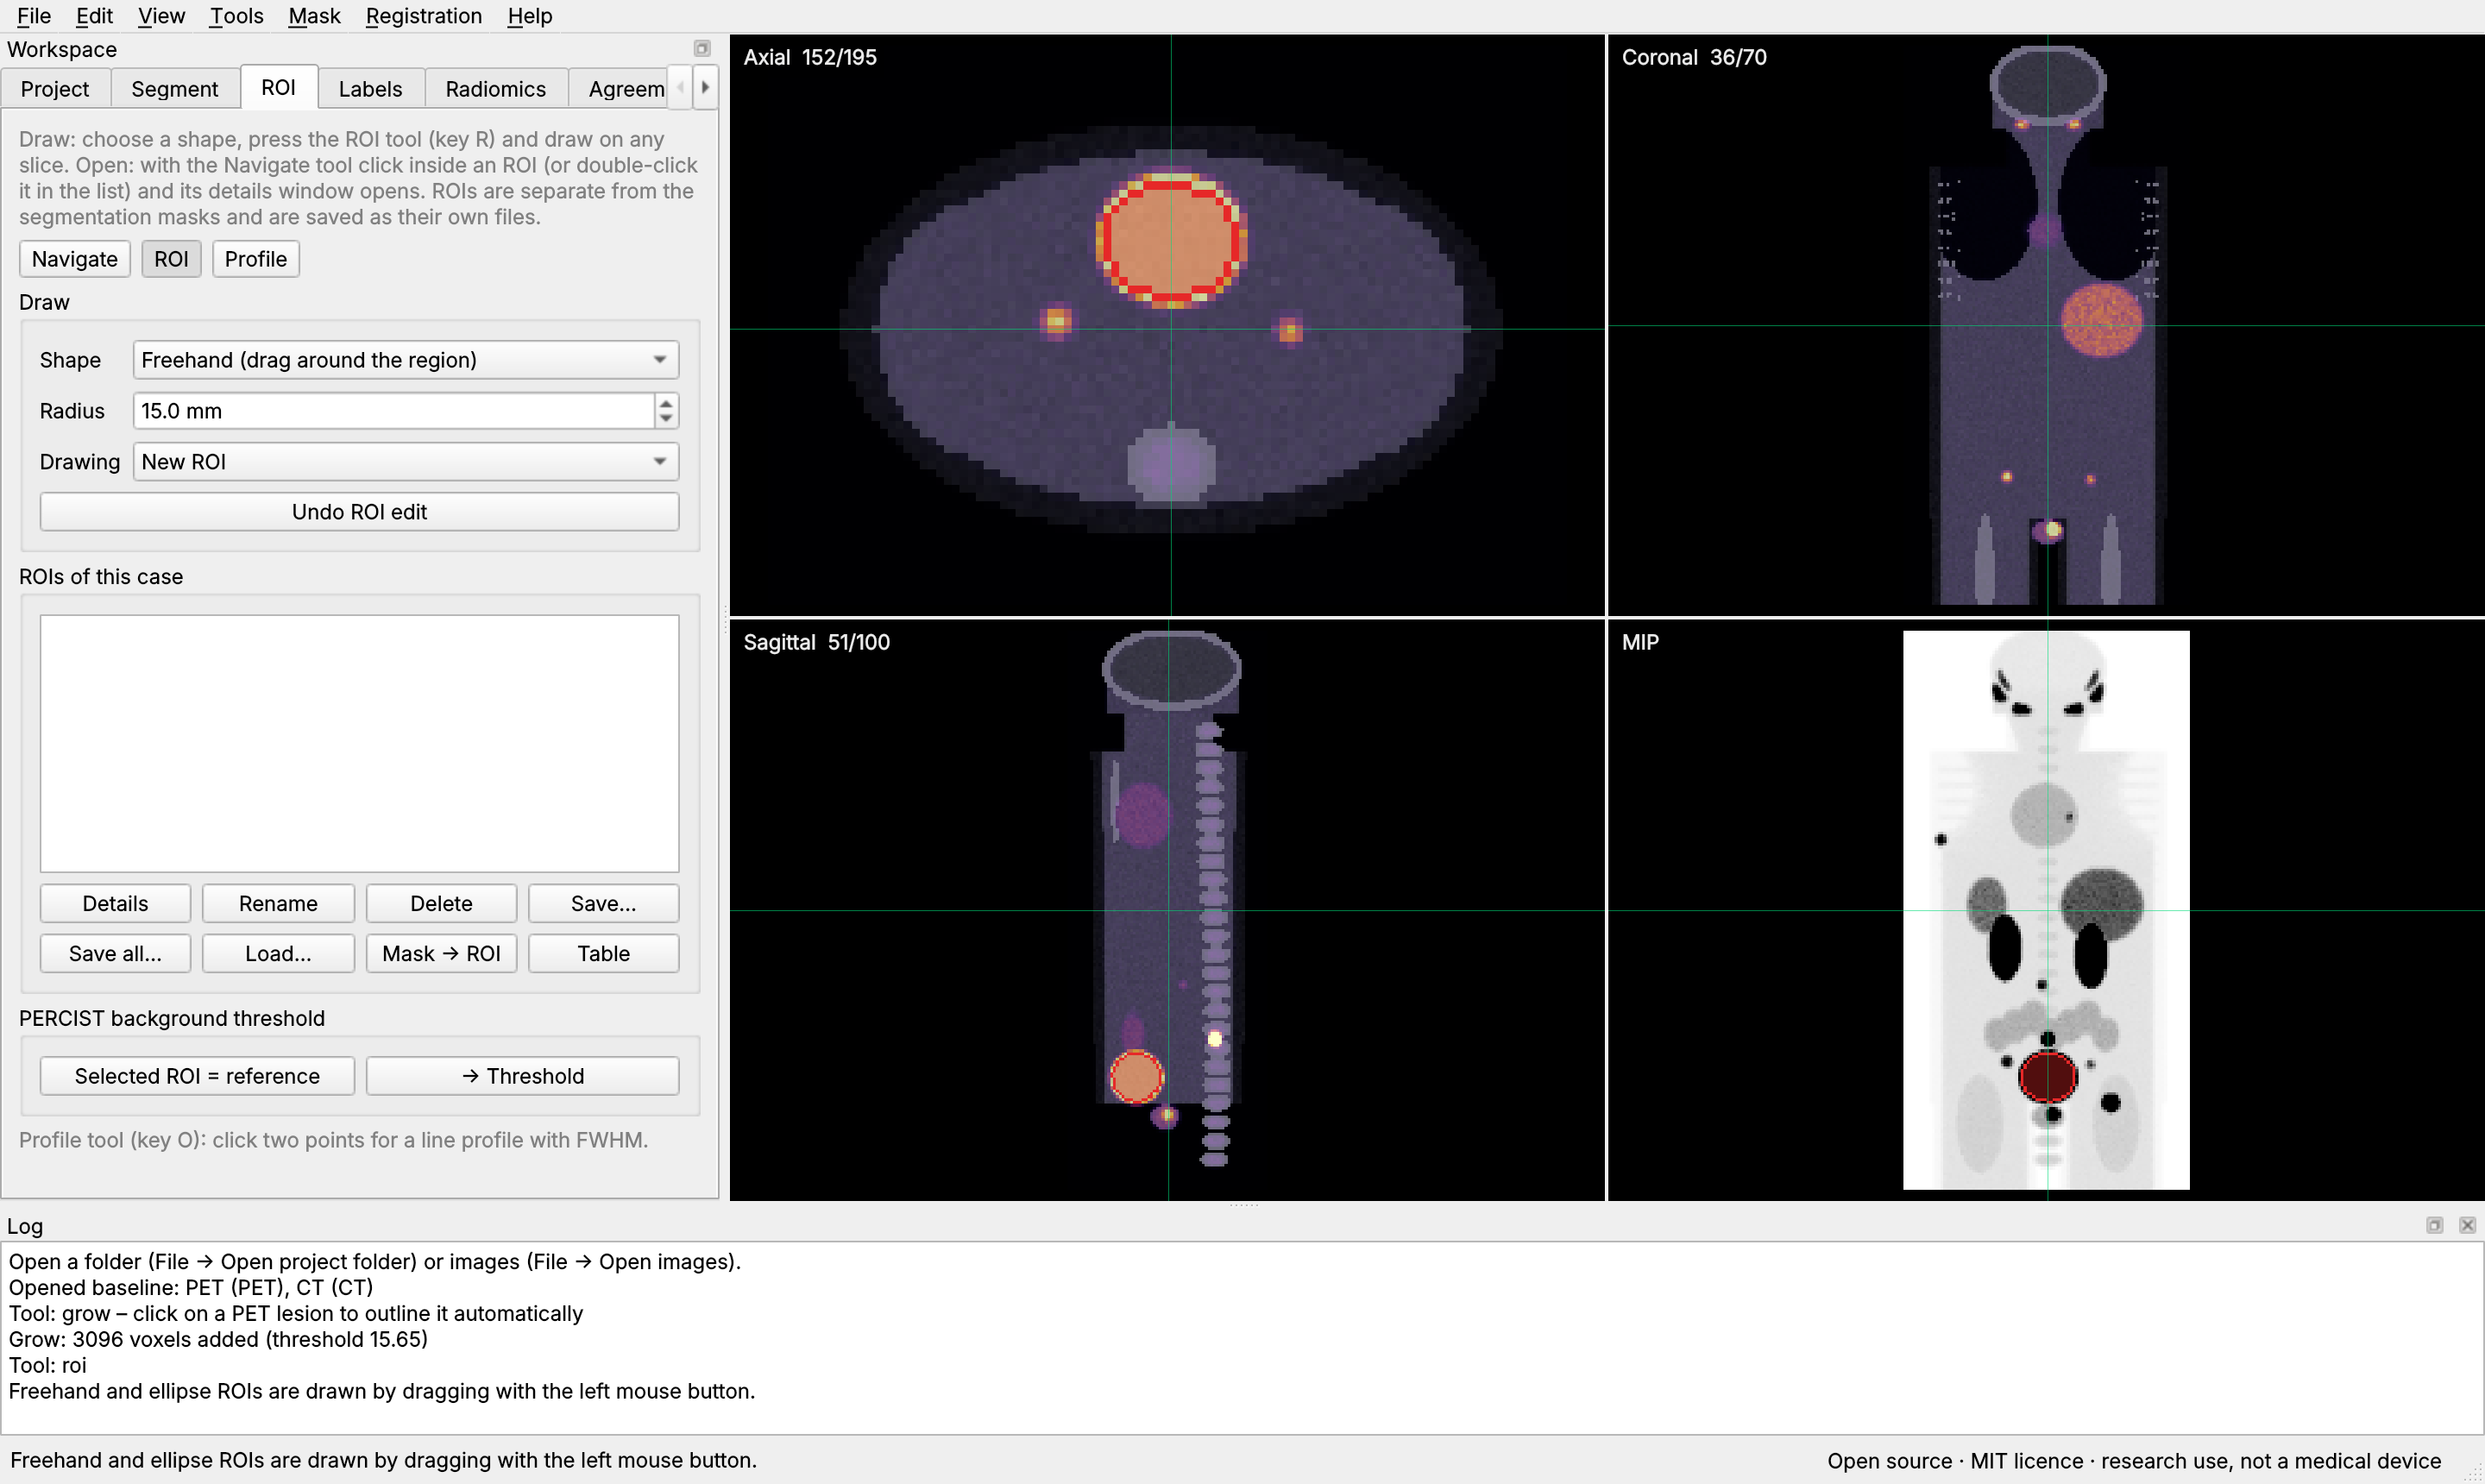 File Edit View Tools Mask Registration Help
Workspace
Project Segment ROI Labels Radiomics Agreem
Draw: choose a shape, press the ROI tool (key R) and draw on any
slice. Open: with the Navigate tool click inside an ROI (or double-click
it in the list) and its details window opens. ROIs are separate from the
segmentation masks and are saved as their own files.
Navigate ROI Profile
Draw
Shape Freehand (drag around the region)
Radius 15.0 mm
Drawing New ROI
Undo ROI edit
ROIs of this case
Details Rename Delete Save...
Save all... Load... Mask → ROI Table
PERCIST background threshold
Selected ROI = reference → Threshold
Profile tool (key O): click two points for a line profile with FWHM.
Axial 152/195
Coronal 36/70
Sagittal 51/100
MIP
Log
Open a folder (File → Open project folder) or images (File → Open images).
Opened baseline: PET (PET), CT (CT)
Tool: grow – click on a PET lesion to outline it automatically
Grow: 3096 voxels added (threshold 15.65)
Tool: roi
Freehand and ellipse ROIs are drawn by dragging with the left mouse button.
Freehand and ellipse ROIs are drawn by dragging with the left mouse button.
Open source · MIT licence · research use, not a medical device